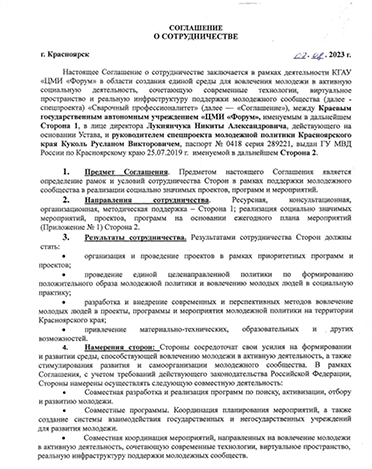 СОГЛАШЕНИЕ
О СОТРУДНИЧЕСТВЕ
г. Красноярск 2023 г.
Настоящее Соглашение о сотрудничестве заключается в рамках деятельности КГАУ
«ЦМИ «Форум» в области создания единой среды для вовлечения молодежи в активную
социальную деятельность, сочетающую современные технологии, виртуальное
пространство и реальную инфраструктуру поддержки молодежного сообщества (далее -
спецпроекта) «Сварочный профессионалитет» (далее — «Соглашение»), между Краевым
государственным автономным учреждением «ЦМИ «Форум», именуемым в дальнейшем
Сторона 1, в лице директора Лукиянчука Никиты Александровича, действующего на
основании Устава, и руководителем спецпроекта молодежной политики Красноярского
края Куколь Русланом Викторовичем, паспорт № 0418 серия 289221, выдан ГУ МВД
России по Красноярскому краю 25.07.2019 г. именуемой в дальнейшем Сторона 2.
1. Предмет Соглашения. Предметом настоящего Соглашения является
определение рамок и условий сотрудничества Сторон в рамках поддержки молодежного
сообщества в реализации социально значимых проектов, программ и мероприятий.
2. Направления сотрудничества. Ресурсная, консультационная,
организационная, методическая поддержка – Сторона 1; реализация социально значимых
мероприятий, проектов, программ на основании ежегодного плана мероприятий
(Приложение № 1) Сторона 2.
3. Результаты сотрудничества. Результатами сотрудничества Сторон должны
стать:
• организация и проведение проектов в рамках приоритетных программ и
проектов;
• проведение единой целенаправленной политики по формированию
положительного образа молодежной политики и вовлечению молодых людей в социальную
практику;
• разработка и внедрение современных и перспективных методов вовлечение
молодых людей в проекты, программы и мероприятия молодежной политики на территории
Красноярского края;
• привлечение материально-технических, образовательных и других
возможностей.
4. Намерения сторон: Стороны сосредоточат свои усилия на формировании
и развитии среды, способствующей вовлечению молодежи в активную деятельность, а также
стимулирования развития и самоорганизации молодежного сообщества. В рамках
Соглашения, с учетом требований действующего законодательства Российской Федерации,
Стороны намерены осуществлять следующую совместную деятельность:
• Совместная разработка и реализация программ по поиску, активизации, отбору
и развитию молодежи.
• Совместные программы. Координация планирования мероприятий, а также
создание системы взаимодействия государственных и негосударственных учреждений
для развития молодежи.
• Совместная координация мероприятий, направленных на вовлечение молодежи
в активную деятельность, сочетающую современные технологии, виртуальное пространство,
реальную инфраструктуру поддержки молодежных сообществ.